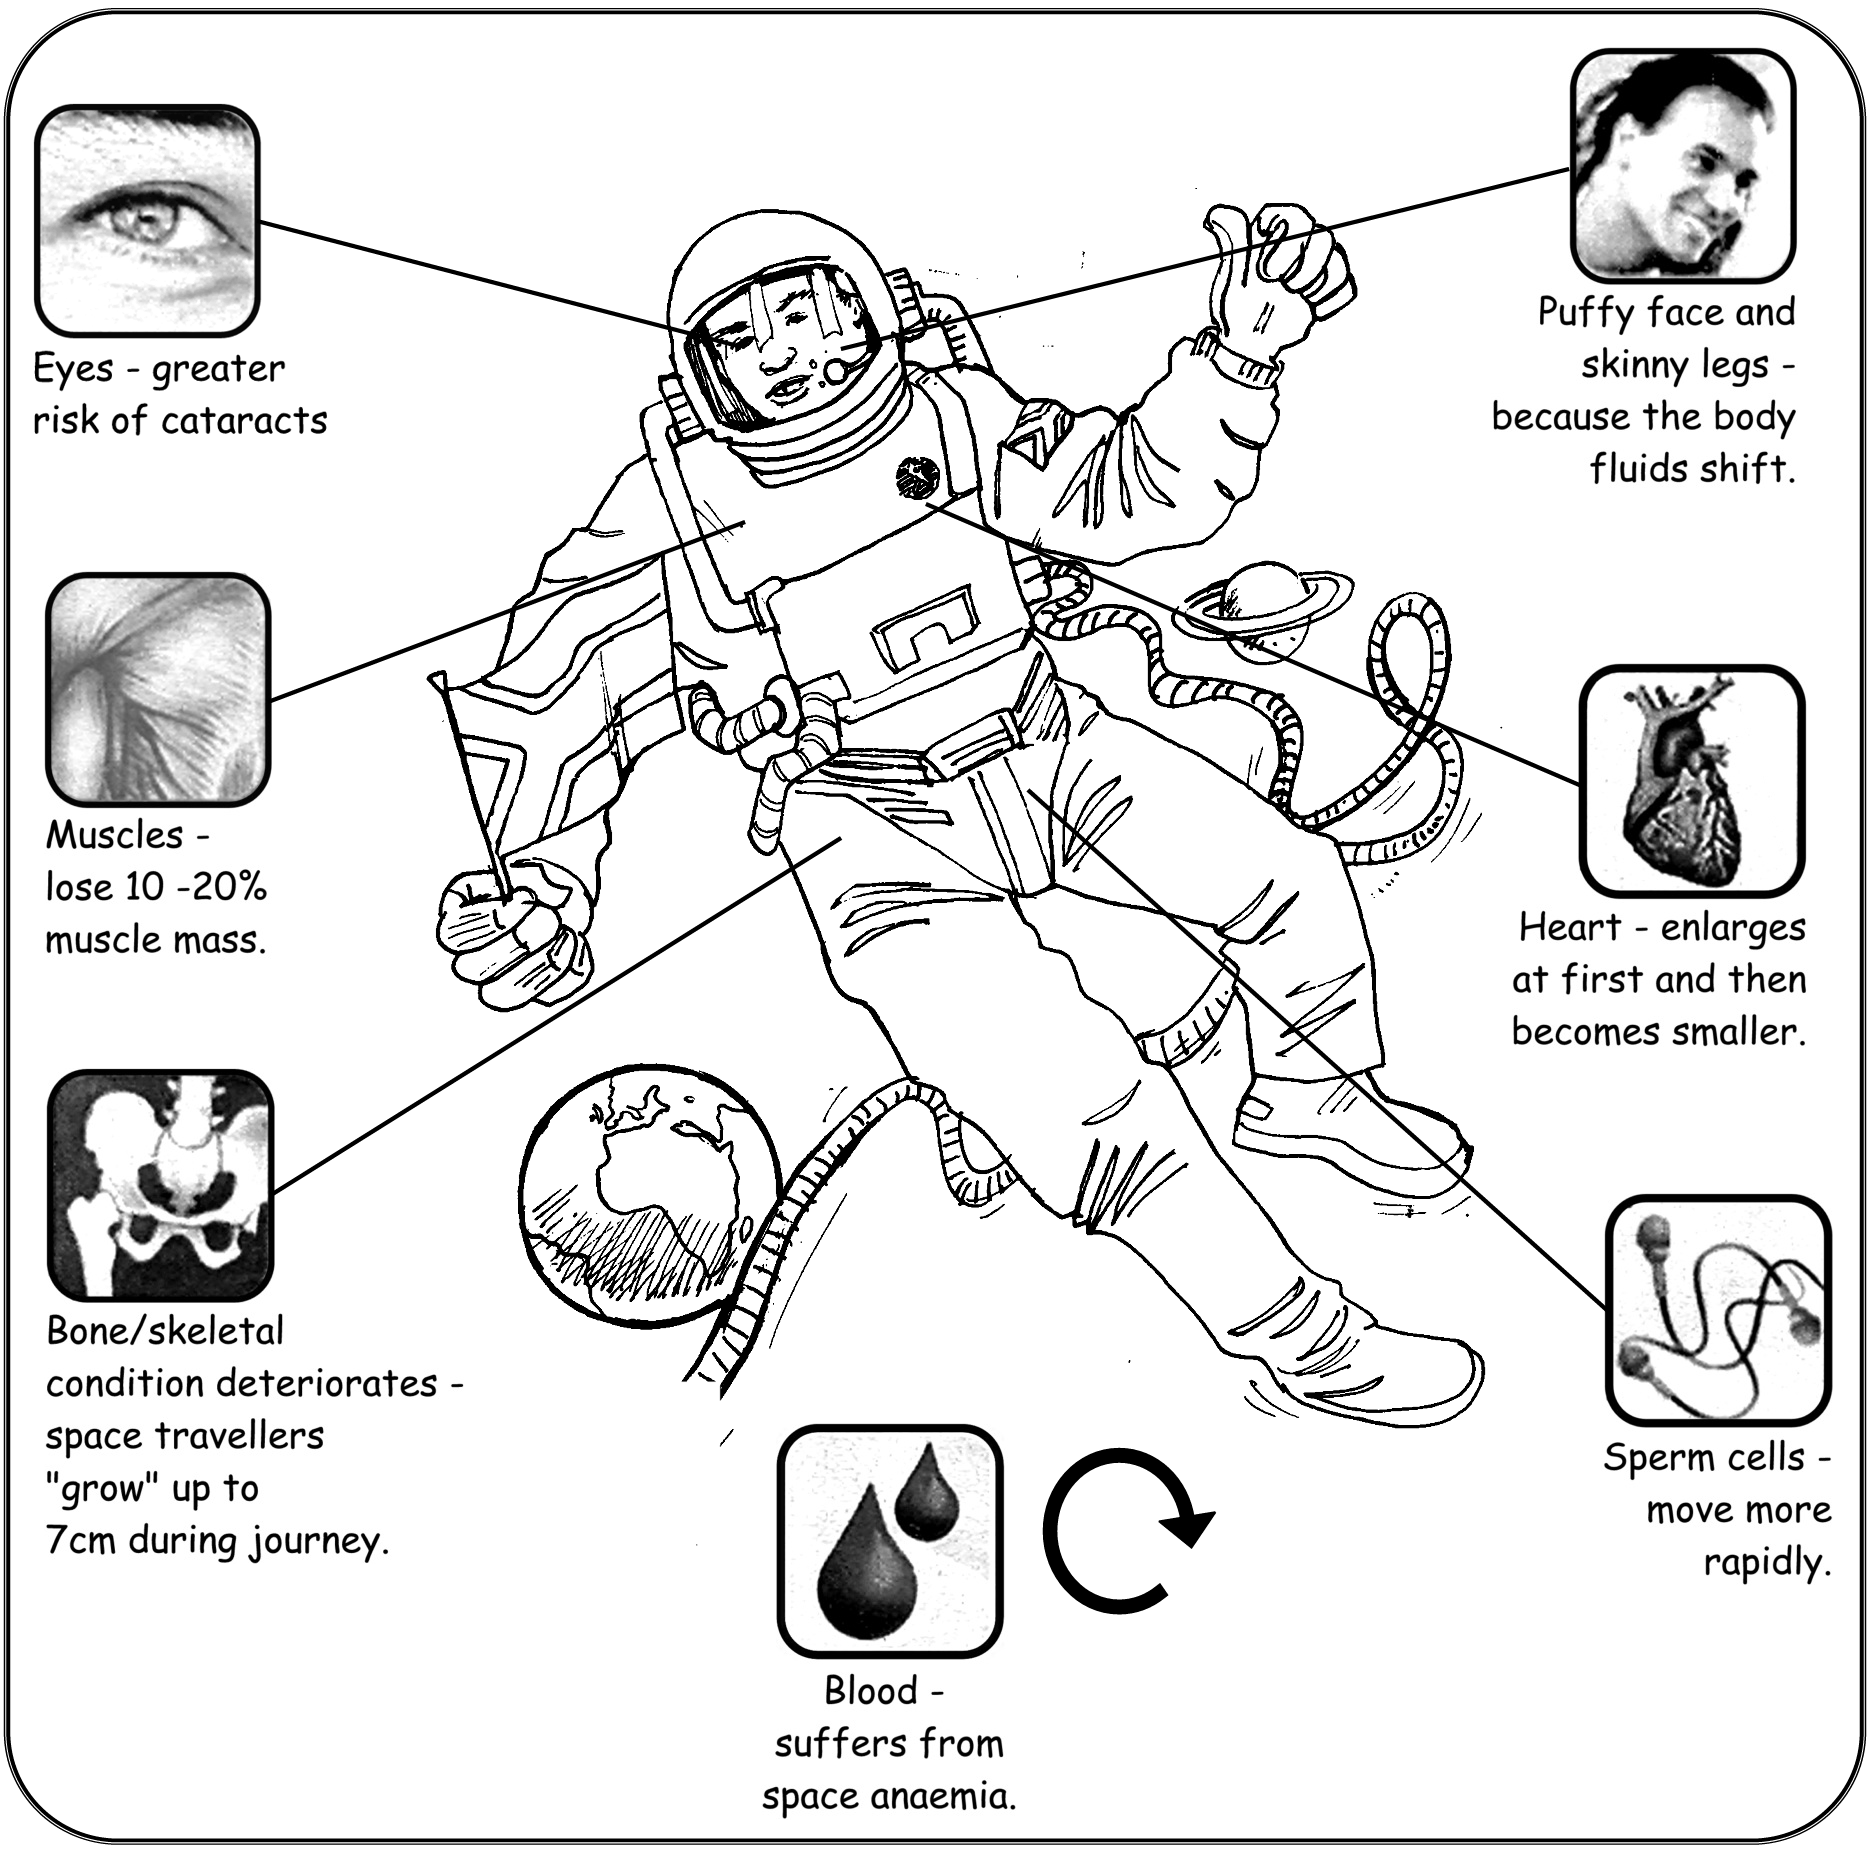 Eyes - greater
risk of cataracts
Muscles -
lose 10 -20%
muscle mass.
Bone/skeletal
condition deteriorates -
space travellers
"grow" up to
7cm during journey.
Blood -
suffers from
space anaemia.
Puffy face and
skinny legs -
because the body
fluids shift.
Heart - enlarges
at first and then
becomes smaller.
Sperm cells -
move more
rapidly.